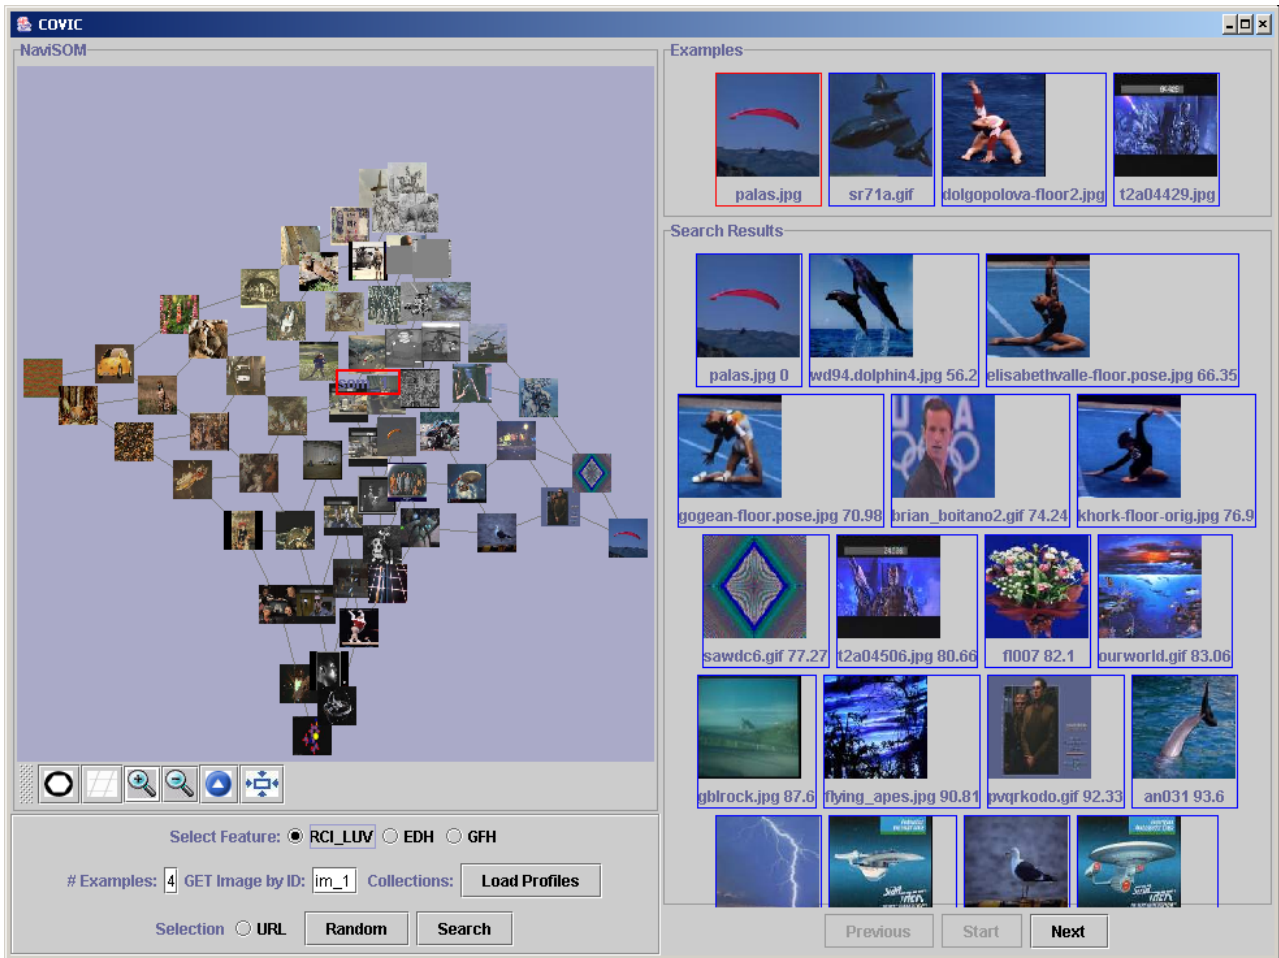 COVIC
NaviSOM
Examples
palas.jpg
sr71a.gif
dolgopolova-floor2.jpg
t2a04429.jpg
Search Results
palas.jpg 0
wd94.dolphin4.jpg 56.2
elisabethvalle-floor.pose.jpg 66.35
gogean-floor.pose.jpg 70.98
brian_boitano2.gif 74.24
khork-floor-orig.jpg 76.9
sawdc6.gif 77.27
t2a04506.jpg 80.66
fl007 82.1
ourworld.gif 83.06
gblrock.jpg 87.6
flying_apes.jpg 90.81
pvqrkodo.gif 92.33
an031 93.6
Select Feature: RCI_LUV EDH GFH
# Examples: 4 GET Image by ID: im_1 Collections: Load Profiles
Selection URL Random Search
Previous Start Next